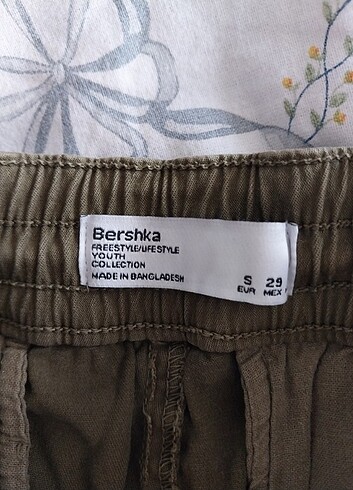 Bershka
FREESTYLE/LIFESTYLE
YOUTH
COLLECTION
MADE IN BANGLADESH
S 29
EUR MEX